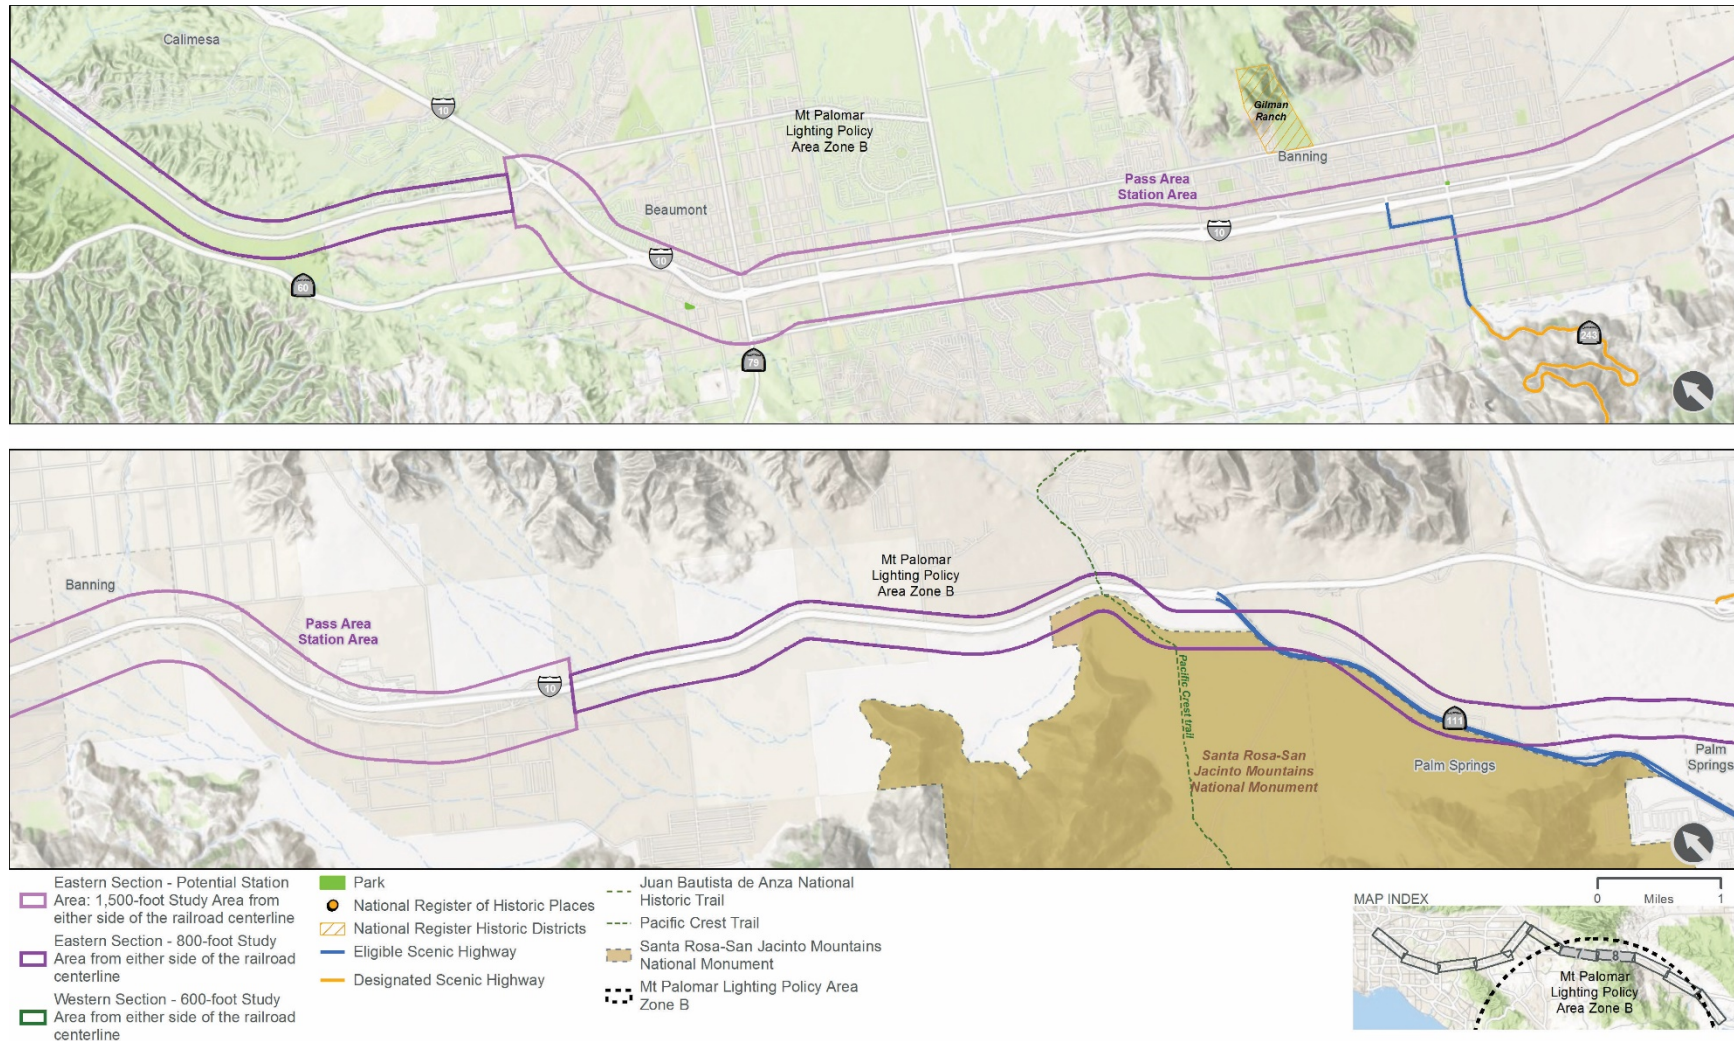 Calimesa
10
Mt Palomar
Lighting Policy
Area Zone B
Gilman
Ranch
Banning
Pass Area
Station Area
Beaumont
10
10
60
79
243
Banning
Pass Area
Station Area
10
Mt Palomar
Lighting Policy
Area Zone B
Pacific Crest trail
111
Santa Rosa-San
Jacinto Mountains
National Monument
Palm Springs
Palm
Springs
Eastern Section - Potential Station
Area: 1,500-foot Study Area from
either side of the railroad centerline
Eastern Section - 800-foot Study
Area from either side of the railroad
centerline
Western Section - 600-foot Study
Area from either side of the railroad
centerline
Park
National Register of Historic Places
National Register Historic Districts
Eligible Scenic Highway
Designated Scenic Highway
Juan Bautista de Anza National
Historic Trail
Pacific Crest Trail
Santa Rosa-San Jacinto Mountains
National Monument
Mt Palomar Lighting Policy Area
Zone B
0 1
Miles
MAP INDEX
7 8
Mt Palomar
Lighting Policy
Area Zone B